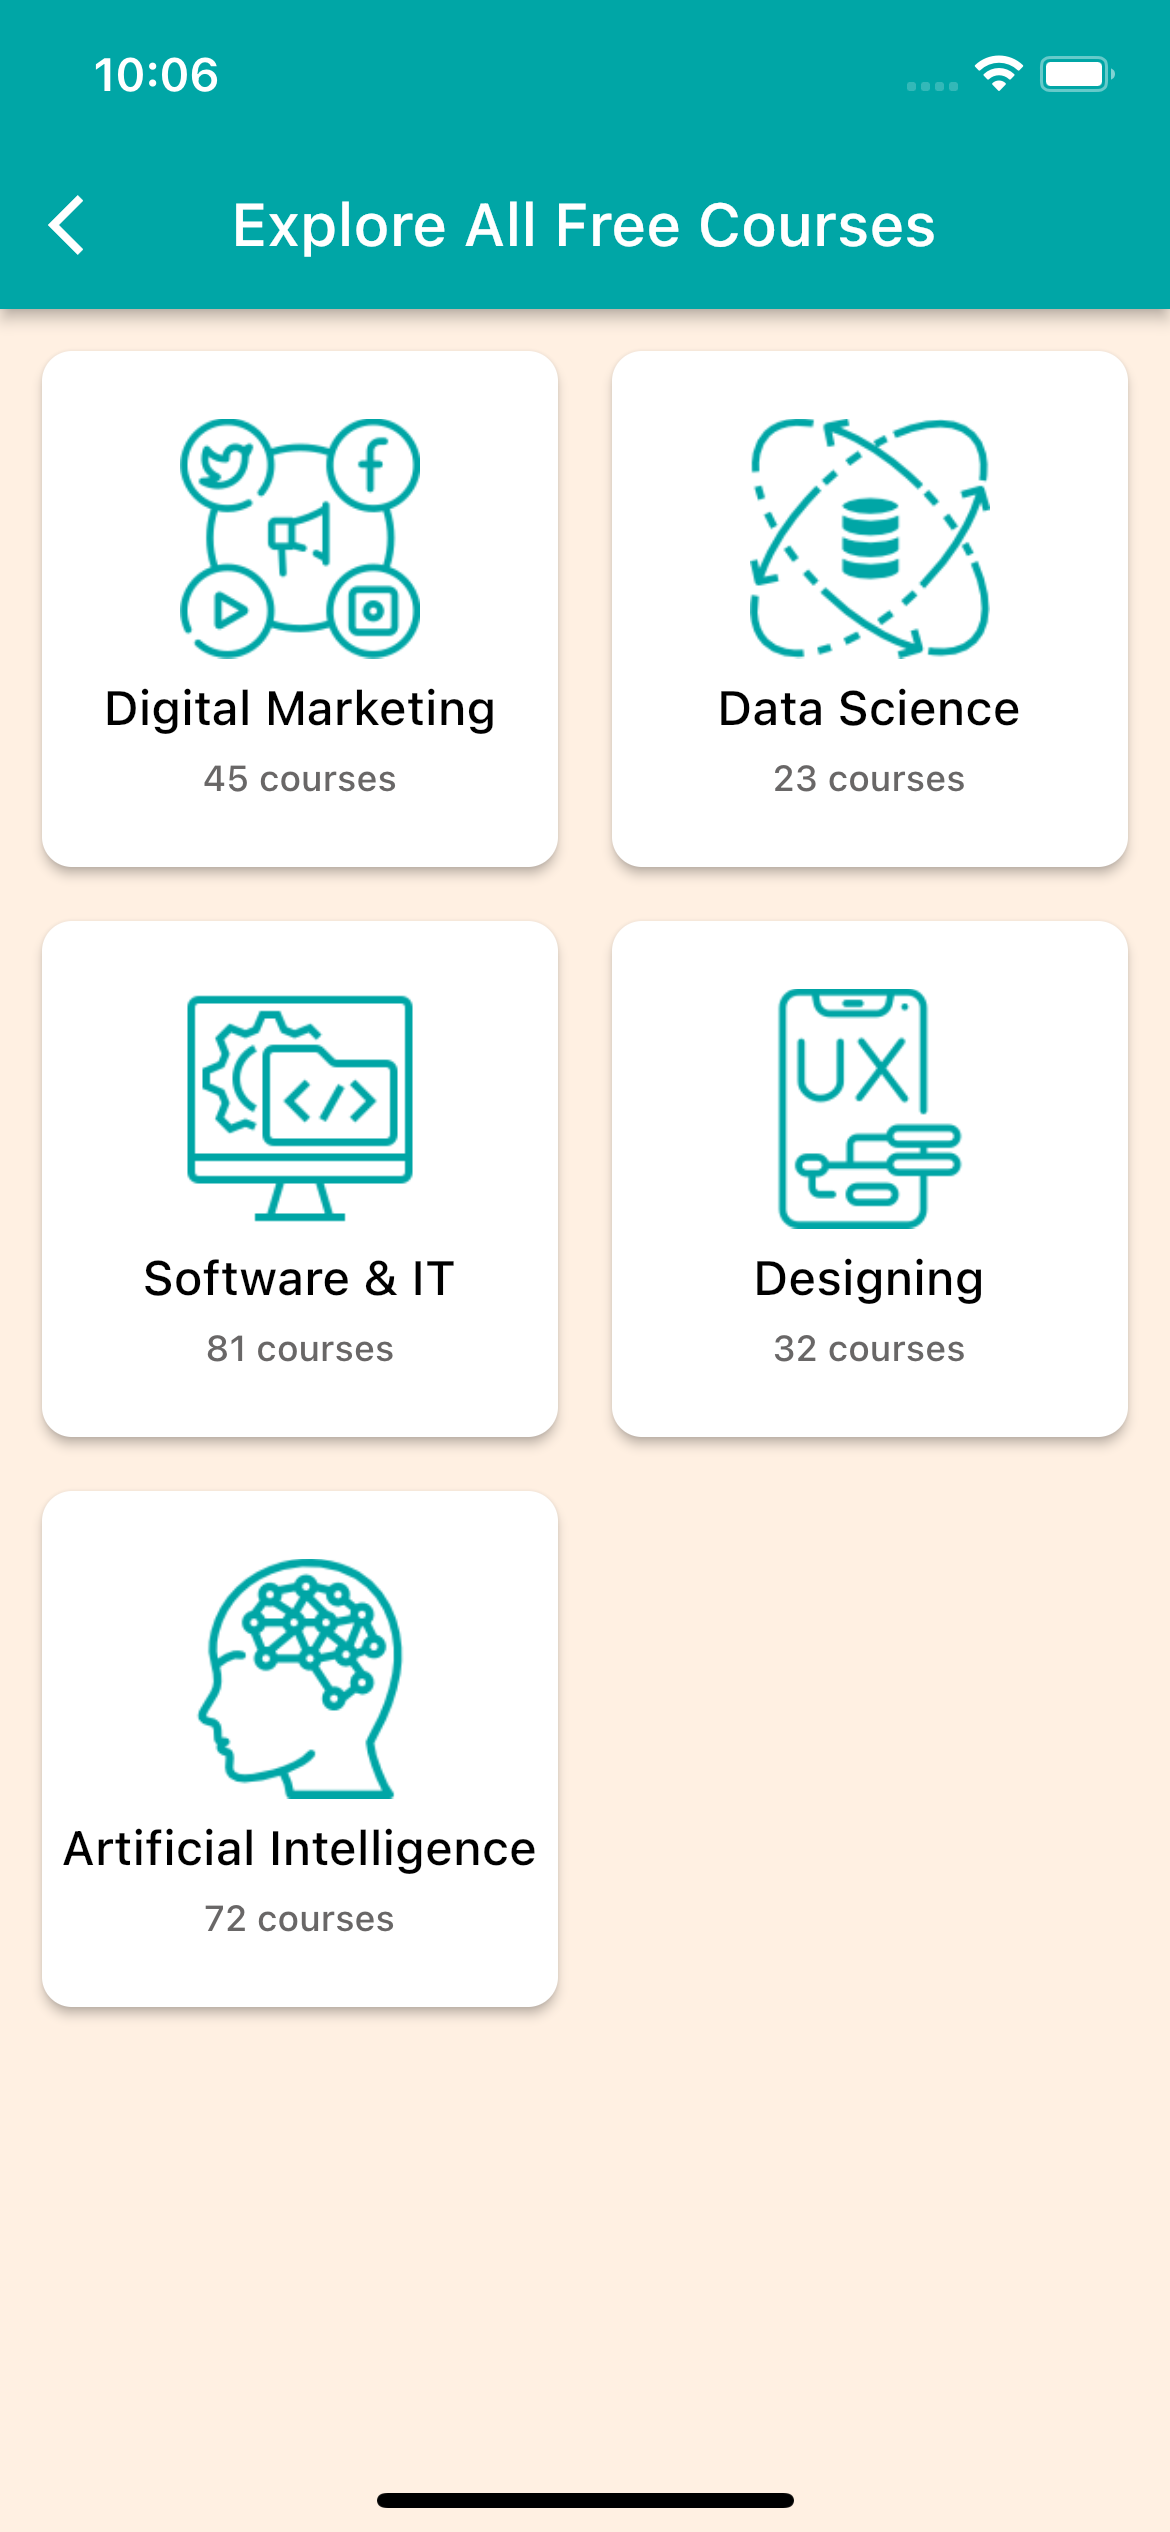 10:06
Explore All Free Courses
Digital Marketing
45 courses
Data Science
23 courses
UX
Software & IT
81 courses
Designing
32 courses
Artificial Intelligence
72 courses